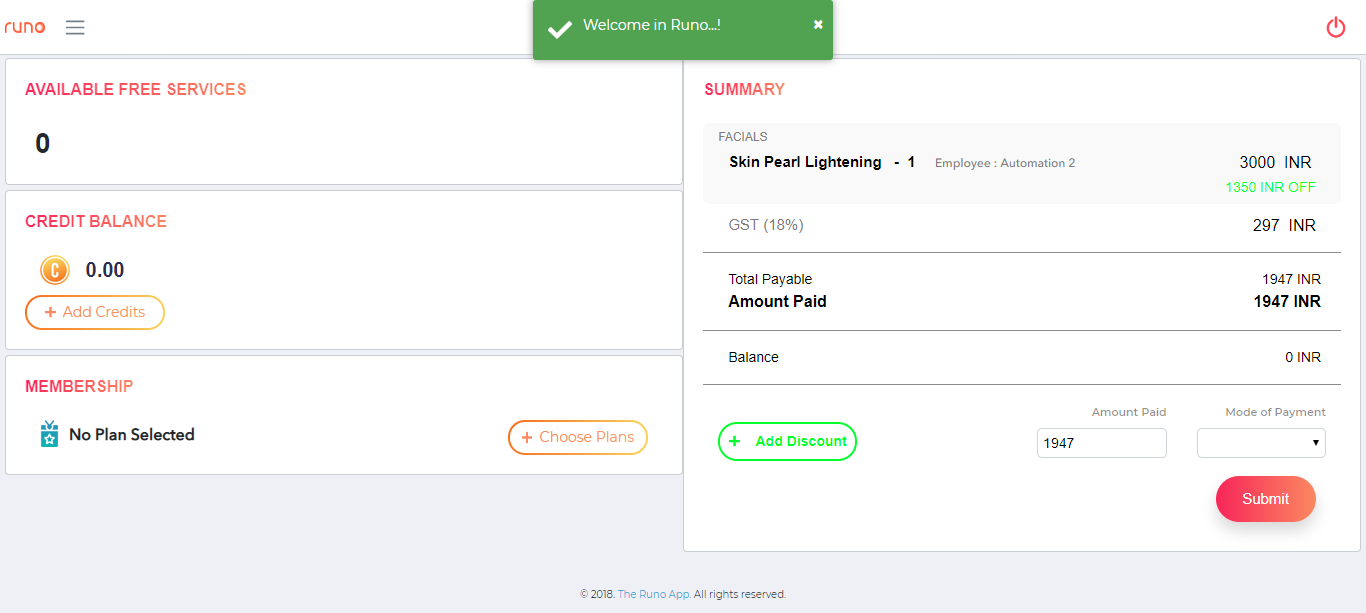 runo
Welcome in Runo...!
AVAILABLE FREE SERVICES
0
CREDIT BALANCE
C 0.00
+ Add Credits
MEMBERSHIP
No Plan Selected
+ Choose Plans
SUMMARY
FACIALS
Skin Pearl Lightening - 1 Employee : Automation 2 3000 INR
1350 INR OFF
GST (18%) 297 INR
Total Payable 1947 INR
Amount Paid 1947 INR
Balance 0 INR
Amount Paid Mode of Payment
+ Add Discount 1947
Submit
© 2018. The Runo App. All rights reserved.